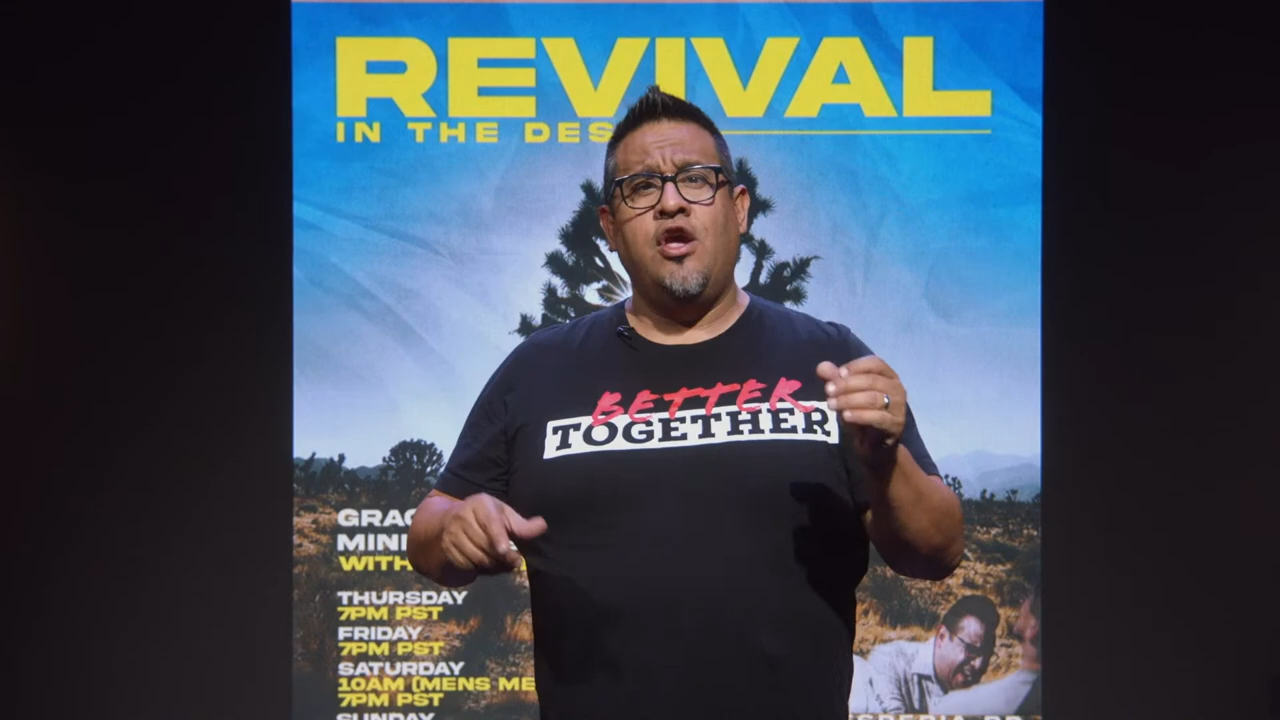 REVIVAL
IN THE DES
BETTER
TOGETHER
GRAC
MINI
WITH
THURSDAY
7PM PST
FRIDAY
7PM PST
SATURDAY
10AM (MENS ME
7PM PST
SUNDAY